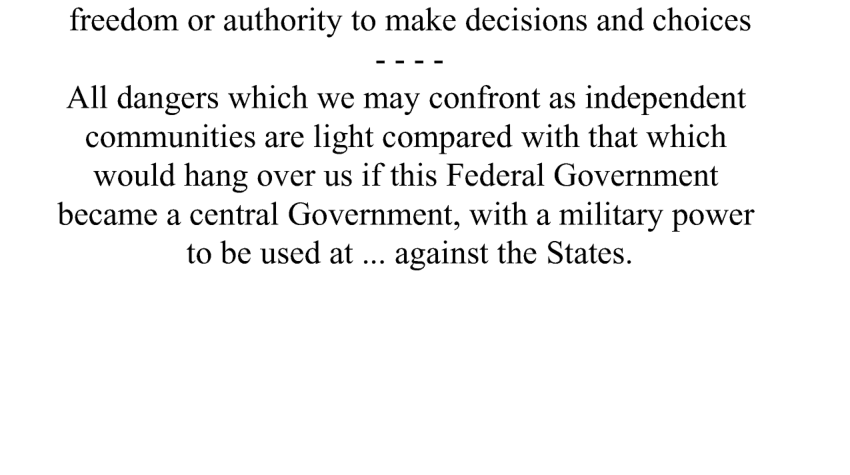 freedom or authority to make decisions and choices
- - - -
All dangers which we may confront as independent
communities are light compared with that which
would hang over us if this Federal Government
became a central Government, with a military power
to be used at ... against the States.